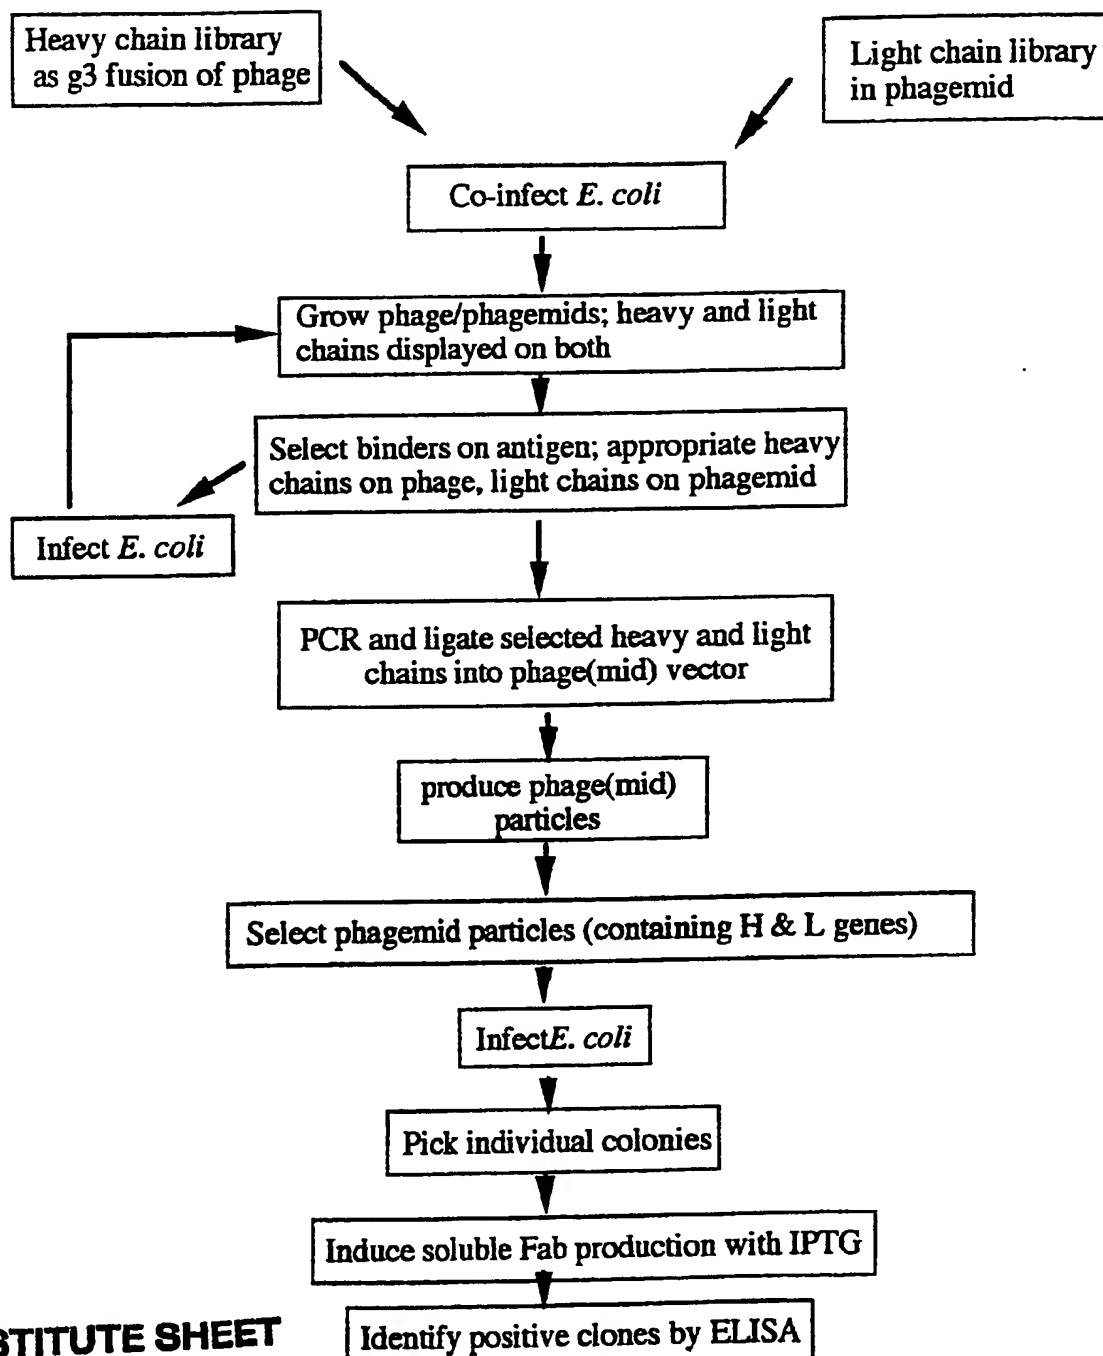 Heavy chain library
as g3 fusion of phage
Light chain library
in phagemid
Co-infect E. coli
Grow phage/phagemids; heavy and light
chains displayed on both
Select binders on antigen; appropriate heavy
chains on phage, light chains on phagemid
Infect E. coli
PCR and ligate selected heavy and light
chains into phage(mid) vector
produce phage(mid)
particles
Select phagemid particles (containing H & L genes)
InfectE. coli
Pick individual colonies
Induce soluble Fab production with IPTG
STITUTE SHEET
Identify positive clones by ELISA